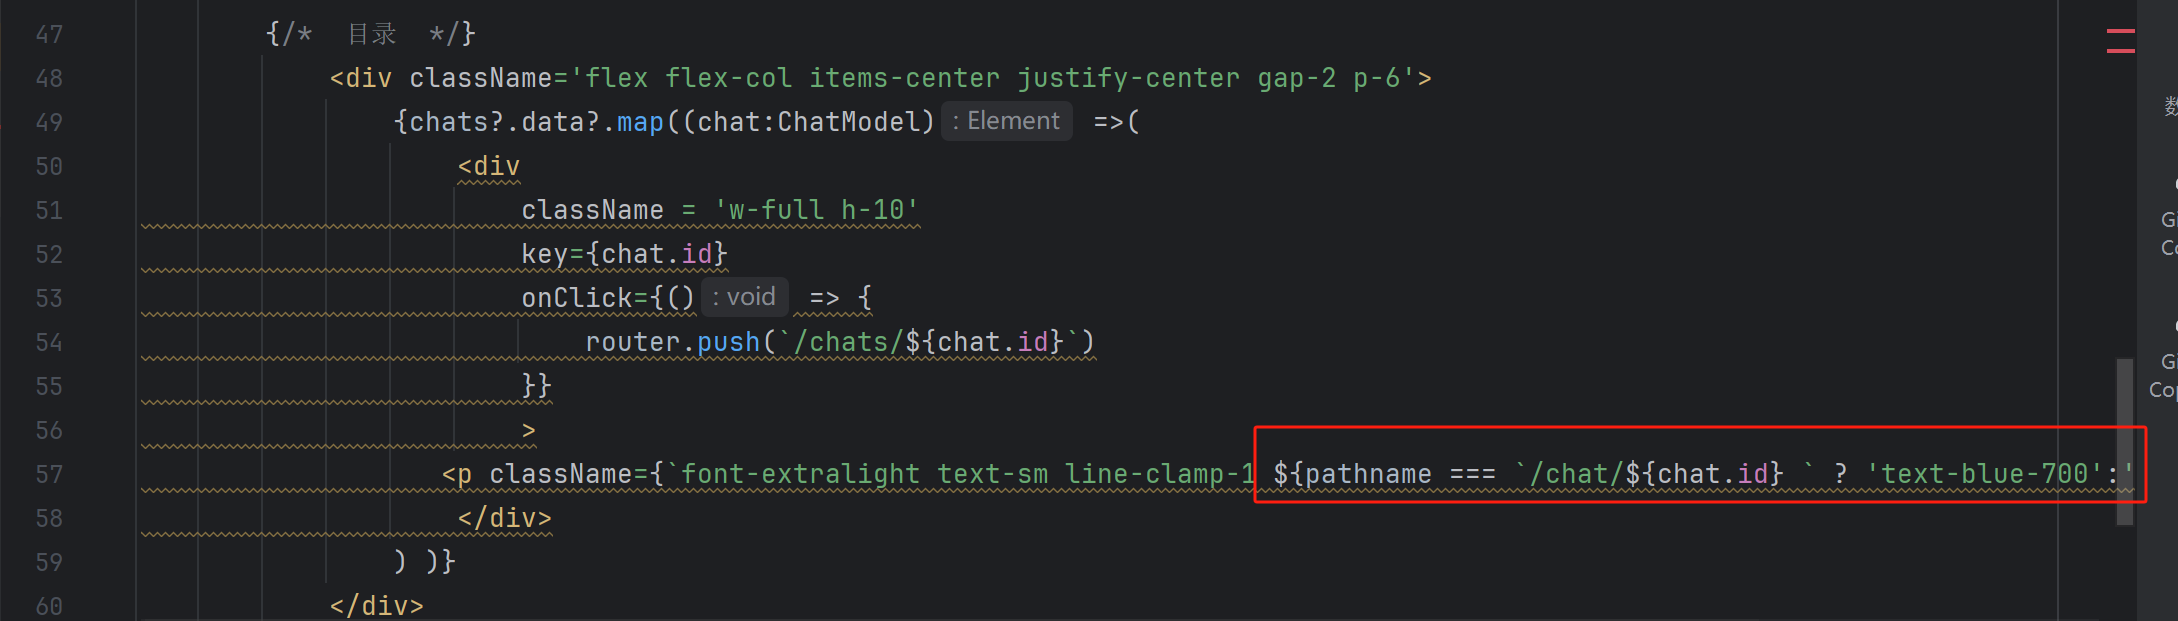 47 {/* 目录 */}
48 <div className='flex flex-col items-center justify-center gap-2 p-6'>
49 {chats?.data?.map((chat:ChatModel) : Element =>(
50 <div
51 className = 'w-full h-10'
52 key={chat.id}
53 onClick={() : void => {
54 router.push(`/chats/${chat.id}`)
55 }}
56 >
57 <p className={`font-extralight text-sm line-clamp-1 ${pathname === `/chat/${chat.id} ` ? 'text-blue-700':'
58 </div>
59 ) )}
60 </div>